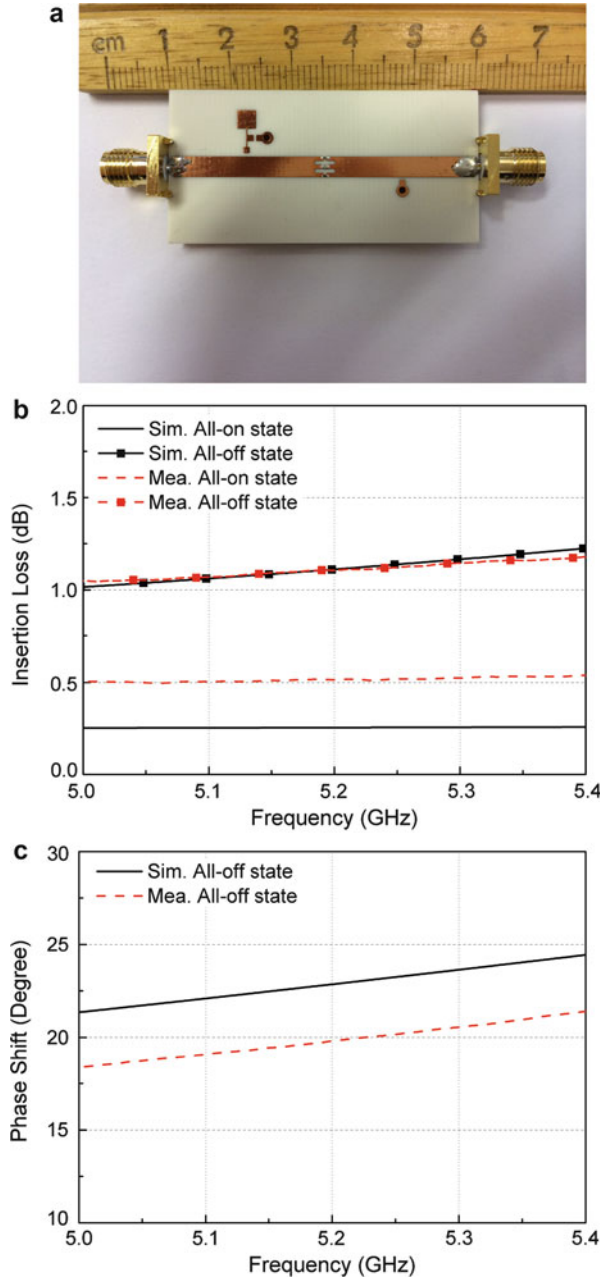 a
cm 1 2 3 4 5 6 7
b
2.0
1.5
1.0
0.5
0.0
Insertion Loss (dB)
Sim. All-on state
Sim. All-off state
Mea. All-on state
Mea. All-off state
5.0 5.1 5.2 5.3 5.4
Frequency (GHz)
c
30
25
20
15
10
Phase Shift (Degree)
Sim. All-off state
Mea. All-off state
5.0 5.1 5.2 5.3 5.4
Frequency (GHz)